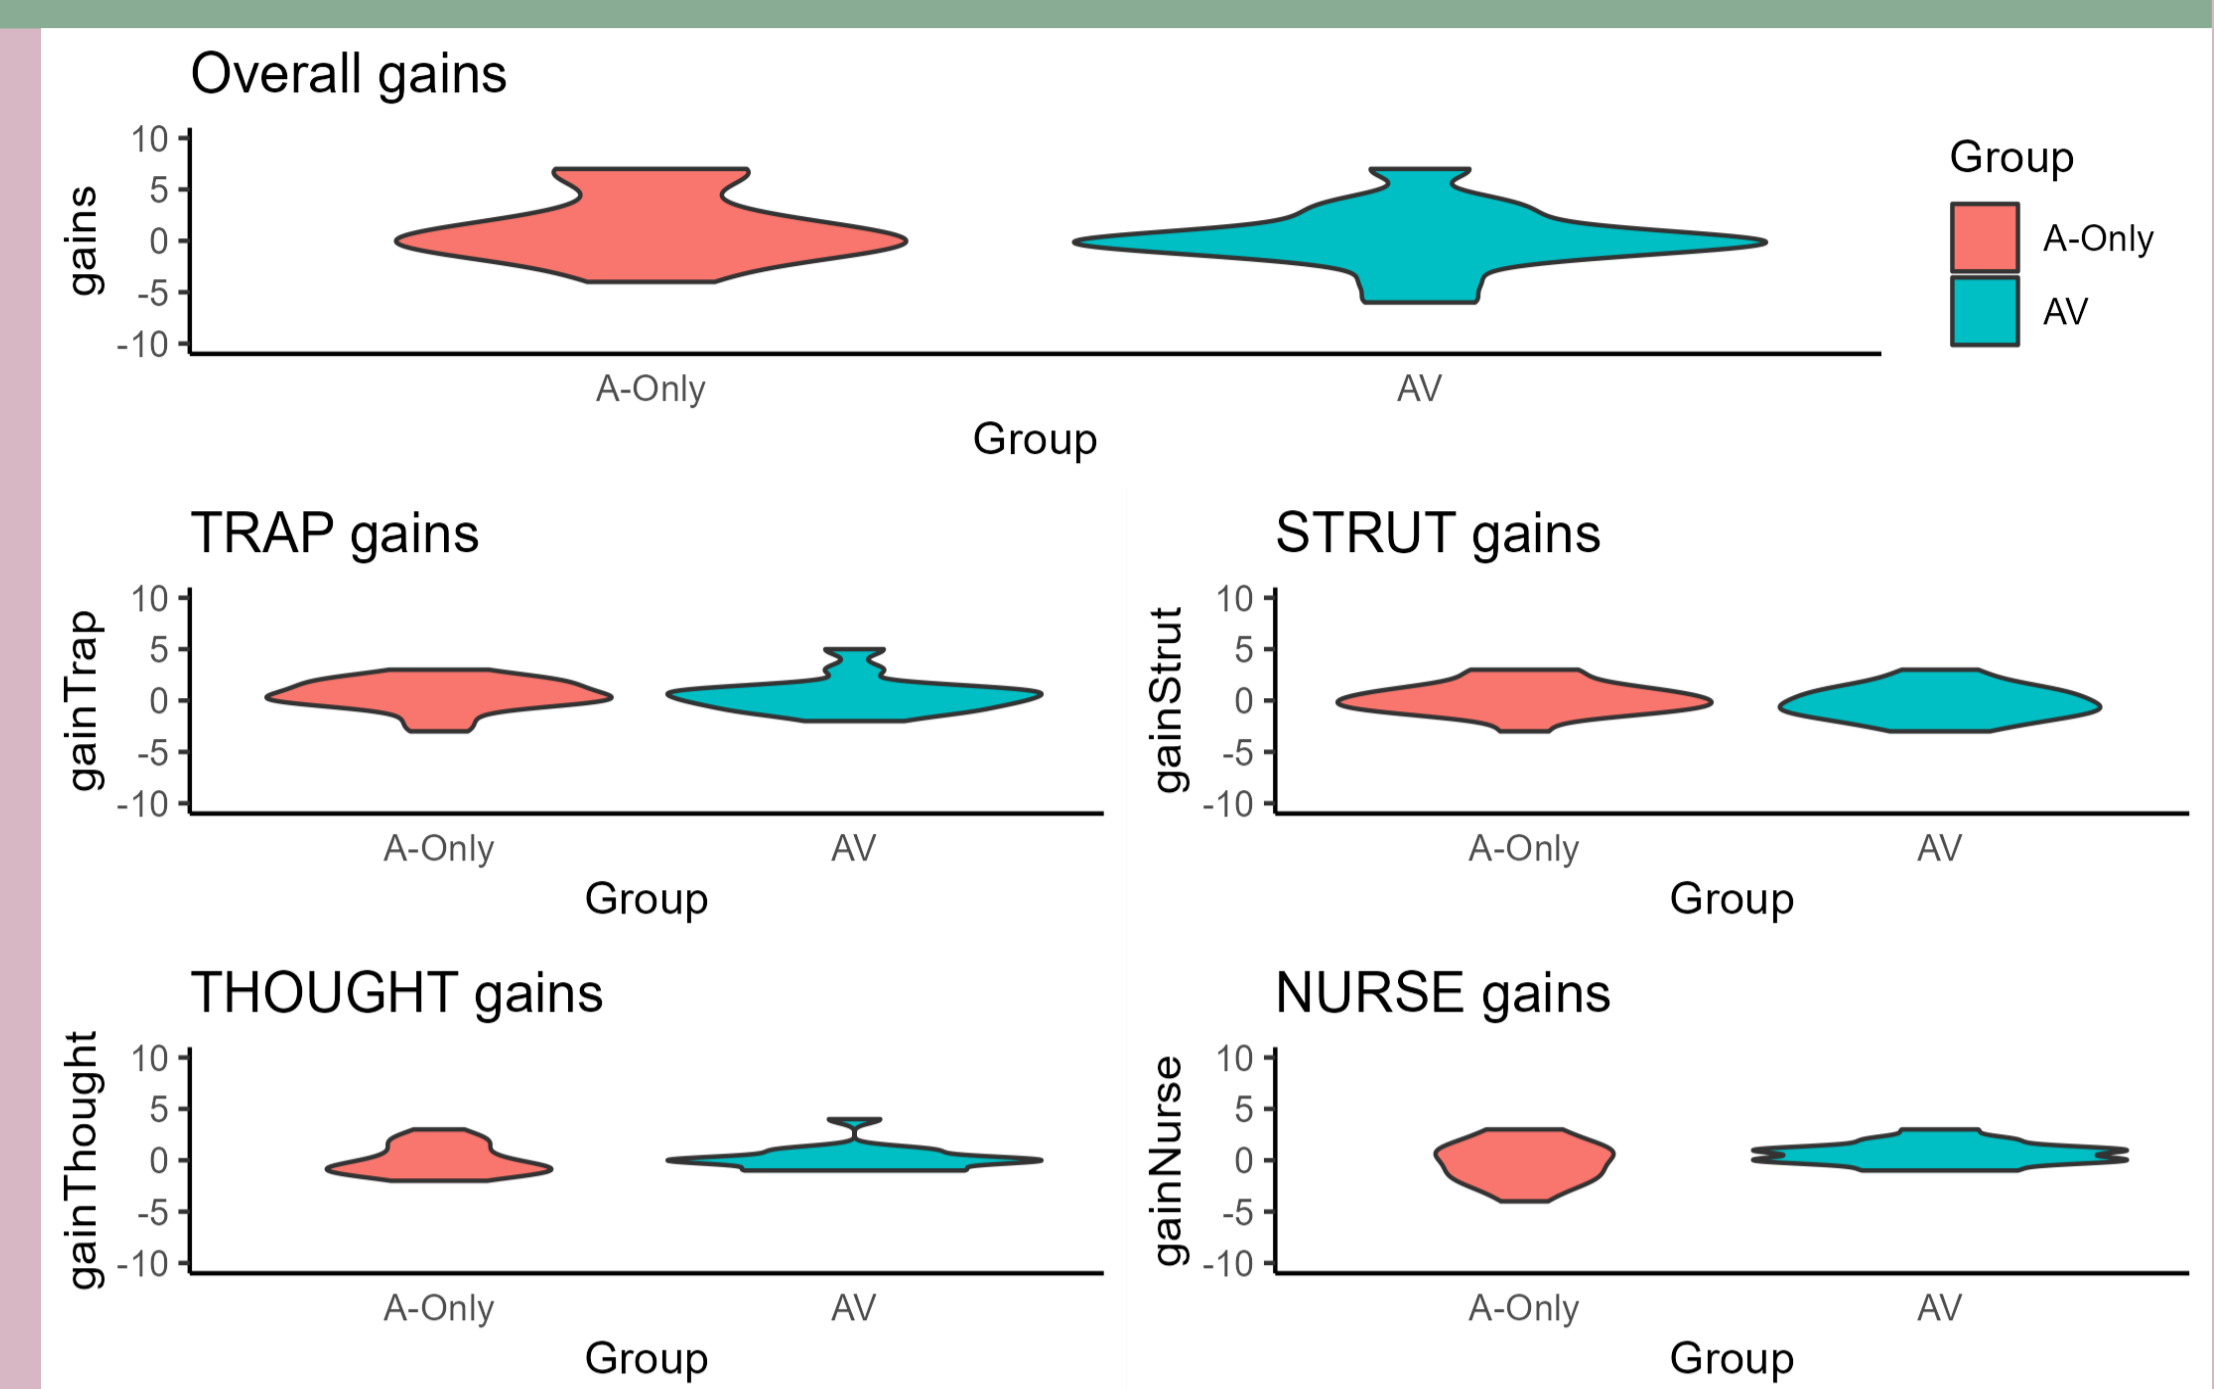 Overall gains
10
5
0
-5
-10
gains
A-Only
AV
Group
Group
A-Only
AV
TRAP gains
10
5
0
-5
-10
gainTrap
A-Only
AV
Group
STRUT gains
10
5
0
-5
-10
gainStrut
A-Only
AV
Group
THOUGHT gains
10
5
0
-5
-10
gainThought
A-Only
AV
Group
NURSE gains
10
5
0
-5
-10
gainNurse
A-Only
AV
Group